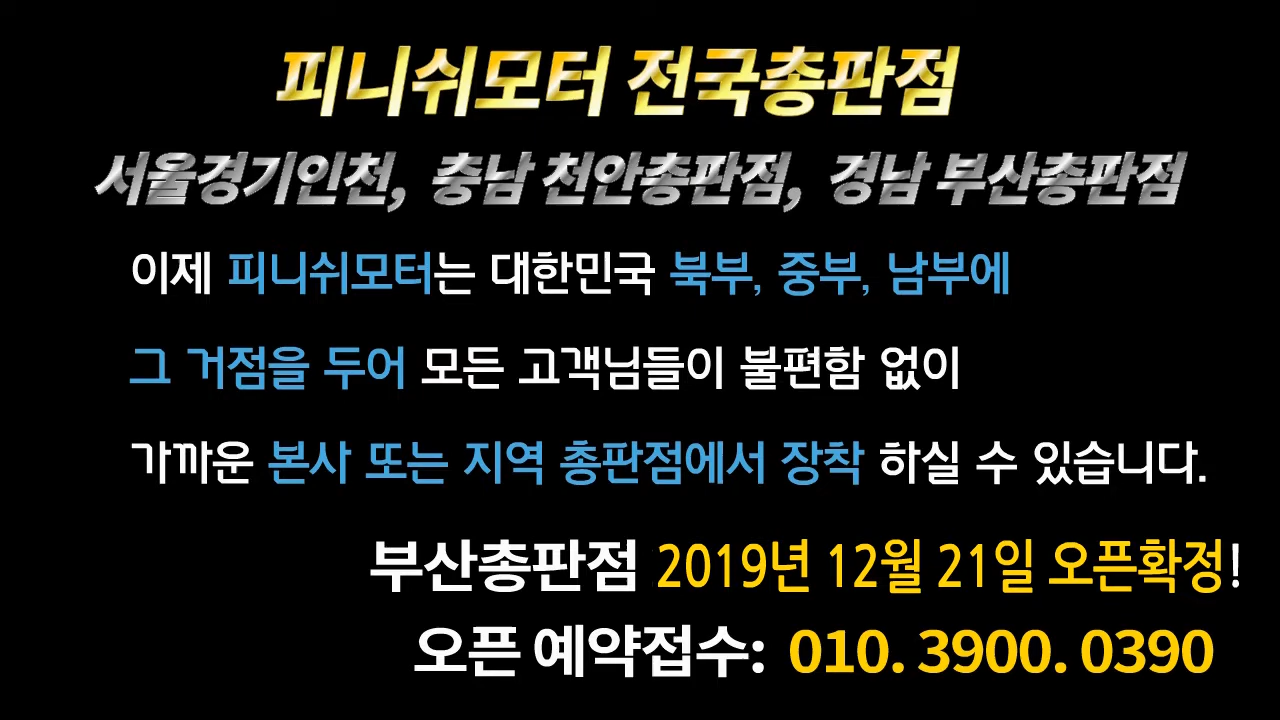 피니쉬모터 전국총판점
서울경기인천, 충남 천안총판점, 경남 부산총판점
이제 피니쉬모터는 대한민국 북부, 중부, 남부에
그 거점을 두어 모든 고객님들이 불편함 없이
가까운 본사 또는 지역 총판점에서 장착 하실 수 있습니다.
부산총판점 2019년 12월 21일 오픈확정!
오픈 예약접수: 010. 3900. 0390